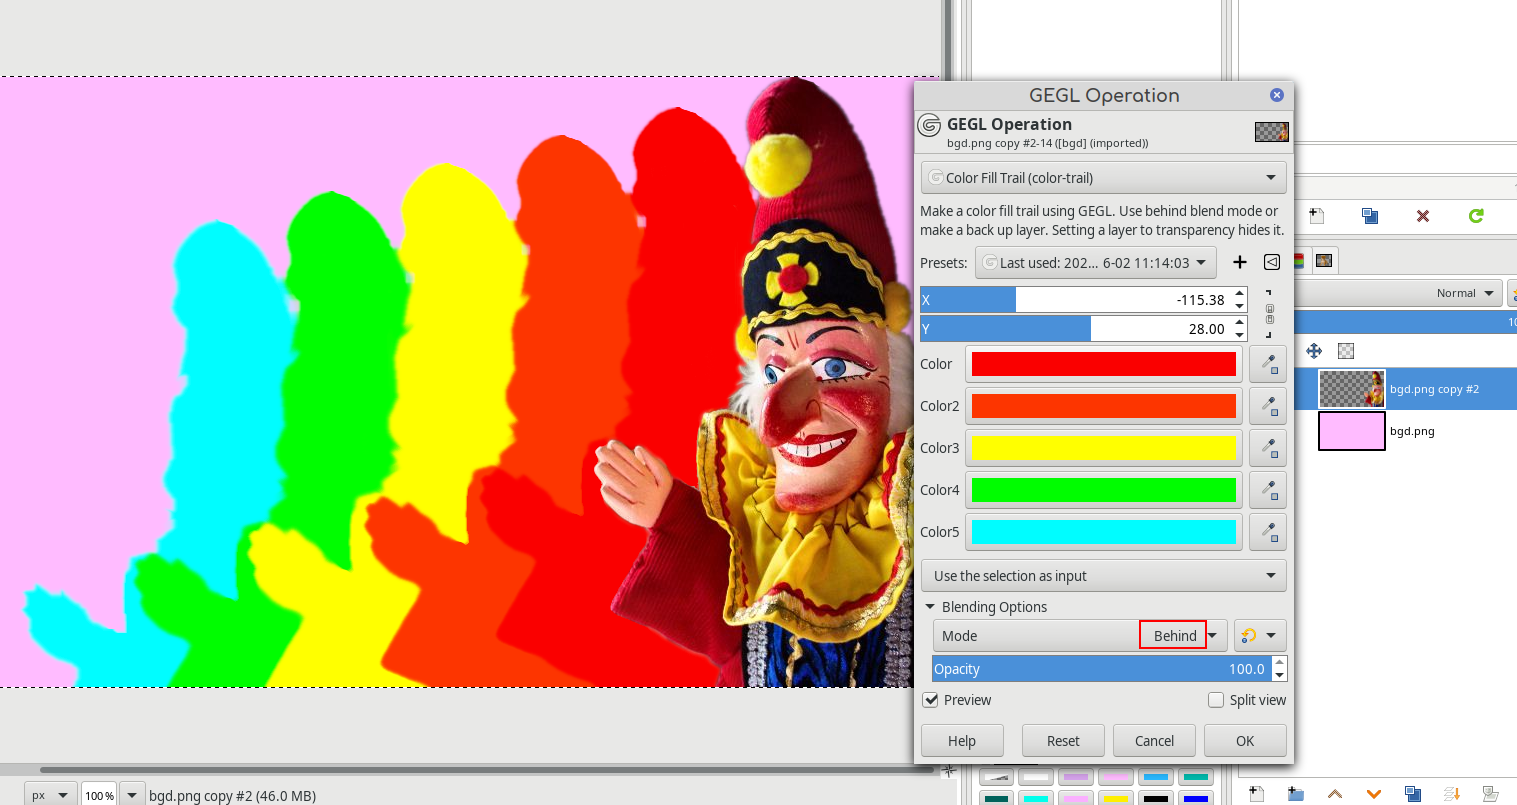 GEGL Operation
GEGL Operation
bgd.png copy #2-14 ([bgd] (imported))
Color Fill Trail (color-trail)
Make a color fill trail using GEGL. Use behind blend mode or
make a back up layer. Setting a layer to transparency hides it.
Presets:
Last used: 202... 6-02 11:14:03
X
-115.38
Y
28.00
Color
Color2
Color3
Color4
Color5
Use the selection as input
Blending Options
Mode
Behind
Opacity
100.0
Preview
Split view
Help
Reset
Cancel
OK
Normal
10
bgd.png copy #2
bgd.png
px
100 %
bgd.png copy #2 (46.0 MB)